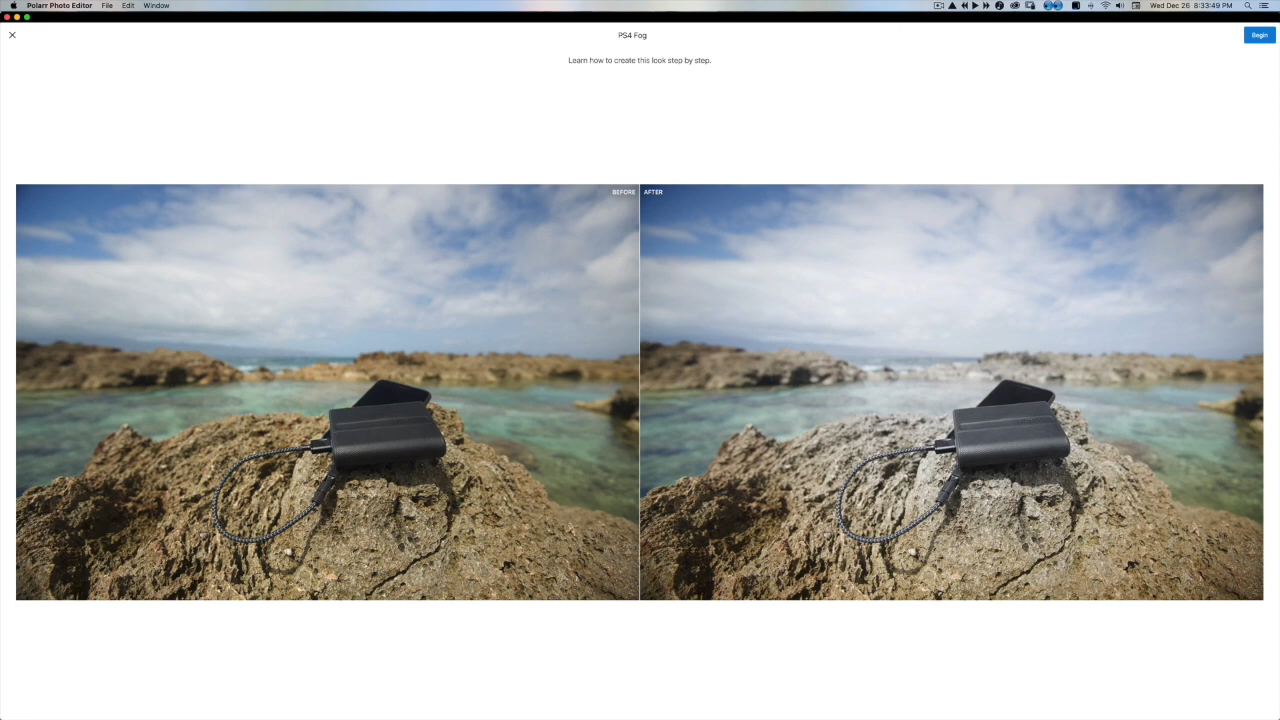 Polarr Photo Editor File Edit Window Wed Dec 26 8:33:49 PM
PS4 Fog Begin
Learn how to create this look step by step.
BEFORE AFTER